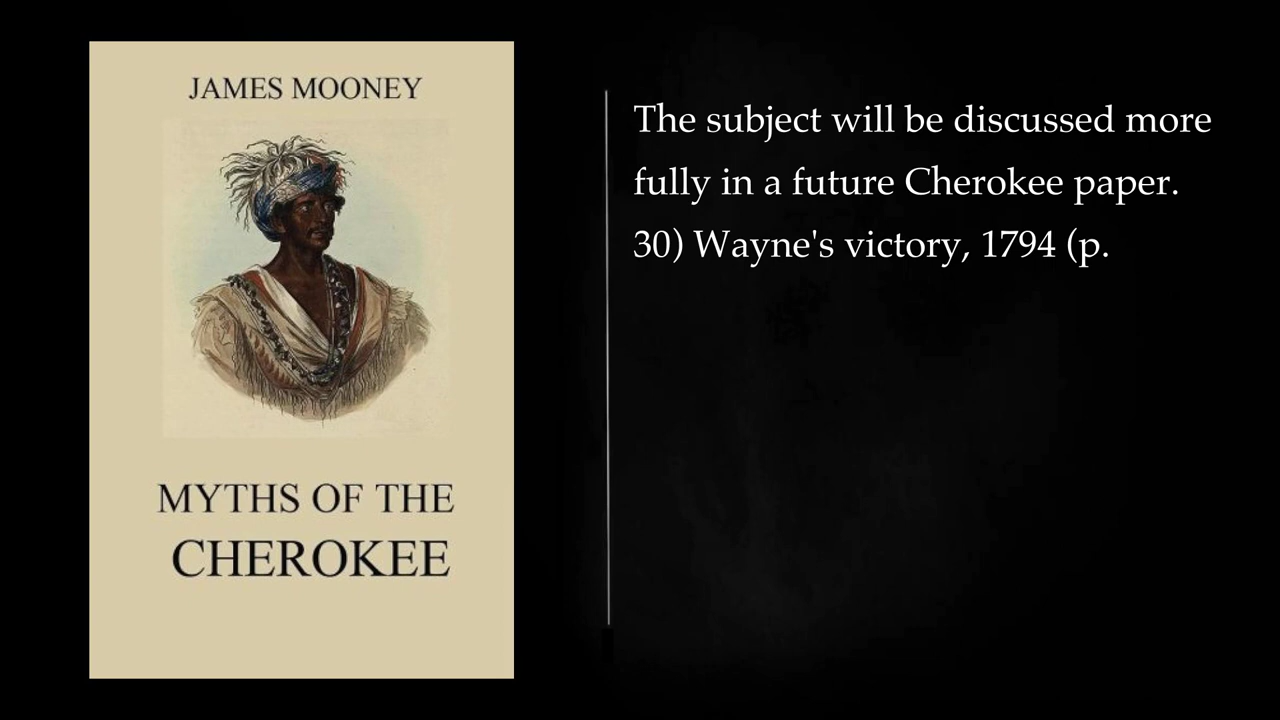 JAMES MOONEY
MYTHS OF THE
CHEROKEE
The subject will be discussed more
fully in a future Cherokee paper.
30) Wayne's victory, 1794 (p.